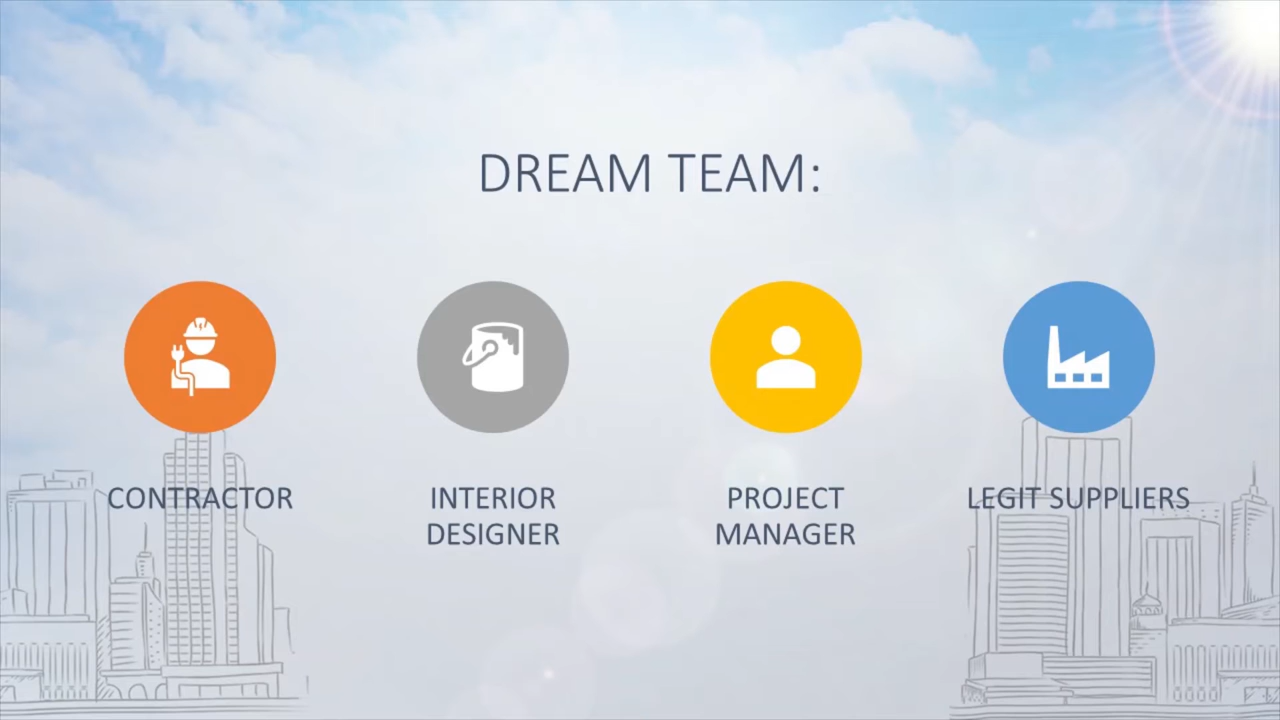 DREAM TEAM:
CONTRACTOR
INTERIOR
DESIGNER
PROJECT
MANAGER
LEGIT SUPPLIERS